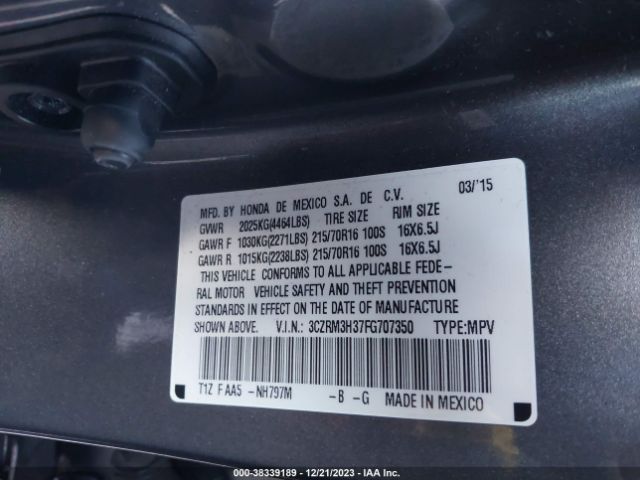 MFD. BY HONDA DE MEXICO S.A. DE C.V. 03/'15
GVWR 2025KG(4464LBS) TIRE SIZE RIM SIZE
GAWR F 1030KG(2271LBS) 215/70R16 100S 16X6.5J
GAWR R 1015KG(2238LBS) 215/70R16 100S 16X6.5J
THIS VEHICLE CONFORMS TO ALL APPLICABLE FEDE-
RAL MOTOR VEHICLE SAFETY AND THEFT PREVENTION
STANDARDS IN EFFECT ON THE DATE OF MANUFACTURE
SHOWN ABOVE. V.I.N.: 3CZRM3H37FG707350 TYPE:MPV
T1Z F AA5 -NH797M -B -G MADE IN MEXICO
(00-38339189 - 12/21/2023 - IAA Inc.